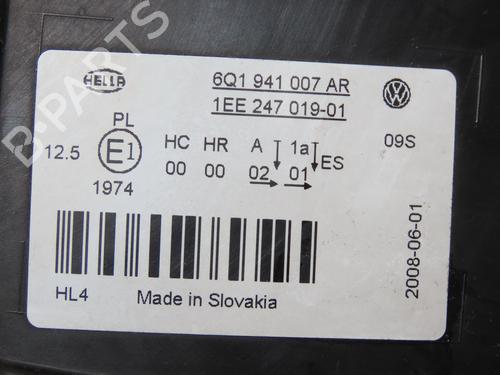 HELLA
6Q1 941 007 AR
1EE 247 019-01
PL
HC HR A 1a
09S
12.5 E1
00 00 02 01 ES
1974
2008-06-01
HL4 Made in Slovakia
B-PARTS